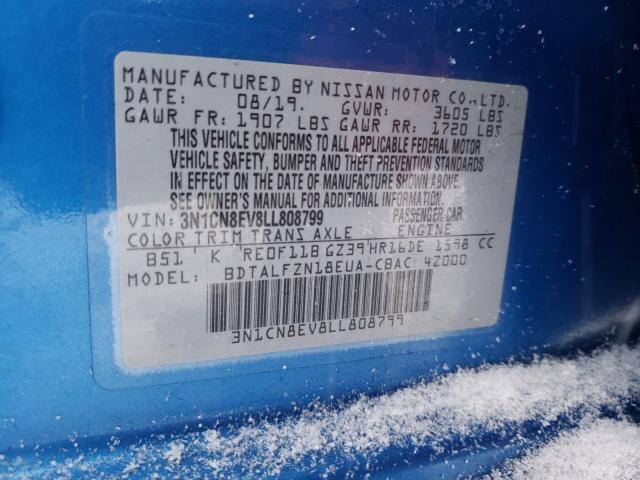 MANUFACTURED BY NISSAN MOTOR CO., LTD.
DATE: 08/19. GVWR: 3605 LBS
GAWR FR: 1907 LBS GAWR RR: 1720 LBS
THIS VEHICLE CONFORMS TO ALL APPLICABLE FEDERAL MOTOR
VEHICLE SAFETY, BUMPER AND THEFT PREVENTION STANDARDS
IN EFFECT ON THE DATE OF MANUFACTURE SHOWN ABOVE.
SEE OWNER'S MANUAL FOR ADDITIONAL INFORMATION.
VIN: 3N1CN8EV8LL808799 PASSENGER CAR.
COLOR TRIM TRANS AXLE ENGINE
B51 K RE0F11B GZ39 HR16DE 1598 CC
MODEL: BDTALFZN18EUA-CBAC 4Z000
3N1CN8EV8LL808799